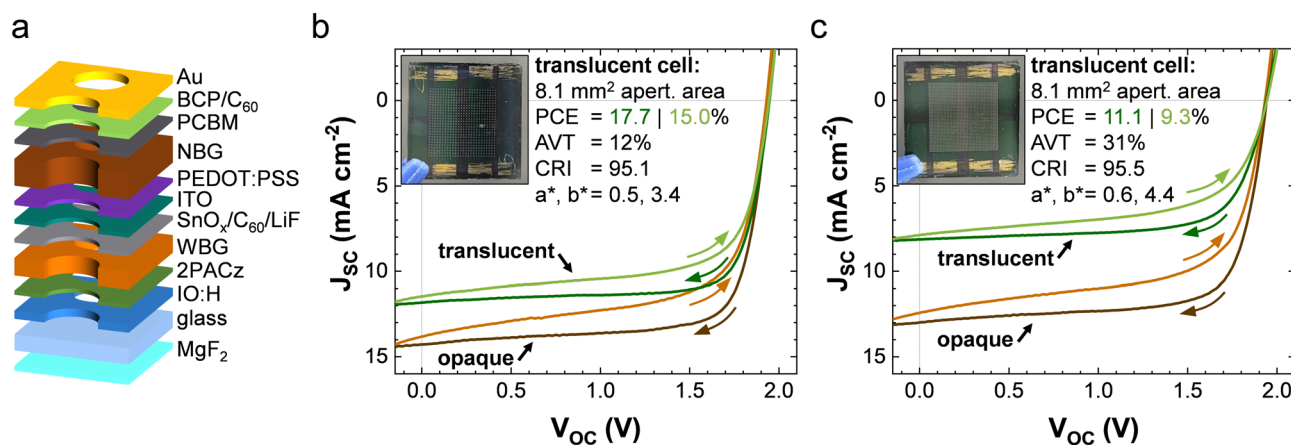 a
Au
BCP/C60
PCBM
NBG
PEDOT:PSS
ITO
SnOx/C60/LiF
WBG
2PACz
IO:H
glass
MgF2
b
translucent cell:
8.1 mm2 apert. area
PCE = 17.7 | 15.0%
AVT = 12%
CRI = 95.1
a*, b* = 0.5, 3.4
translucent
opaque
0
5
10
15
JSC (mA cm-2)
0.0 0.5 1.0 1.5 2.0
VOC (V)
c
translucent cell:
8.1 mm2 apert. area
PCE = 11.1 | 9.3%
AVT = 31%
CRI = 95.5
a*, b* = 0.6, 4.4
translucent
opaque
0
5
10
15
JSC (mA cm-2)
0.0 0.5 1.0 1.5 2.0
VOC (V)